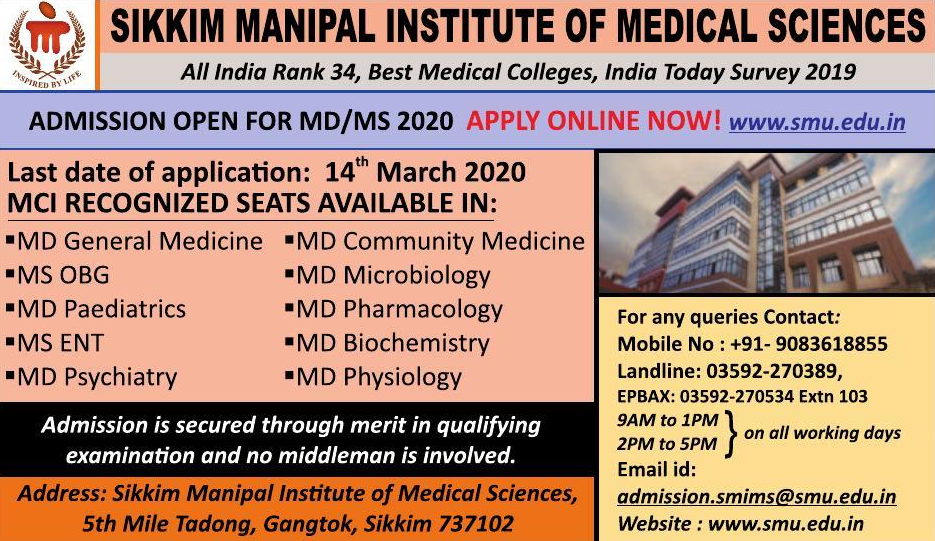 SIKKIM MANIPAL INSTITUTE OF MEDICAL SCIENCES
INSPIRED BY LIFE
All India Rank 34, Best Medical Colleges, India Today Survey 2019
ADMISSION OPEN FOR MD/MS 2020 APPLY ONLINE NOW! www.smu.edu.in
Last date of application: 14th March 2020
MCI RECOGNIZED SEATS AVAILABLE IN:
▪MD General Medicine ▪MD Community Medicine
▪MS OBG ▪MD Microbiology
▪MD Paediatrics ▪MD Pharmacology
▪MS ENT ▪MD Biochemistry
▪MD Psychiatry ▪MD Physiology
Admission is secured through merit in qualifying
examination and no middleman is involved.
Address: Sikkim Manipal Institute of Medical Sciences,
5th Mile Tadong, Gangtok, Sikkim 737102
For any queries Contact:
Mobile No : +91- 9083618855
Landline: 03592-270389,
EPBAX: 03592-270534 Extn 103
9AM to 1PM
2PM to 5PM } on all working days
Email id:
admission.smims@smu.edu.in
Website : www.smu.edu.in